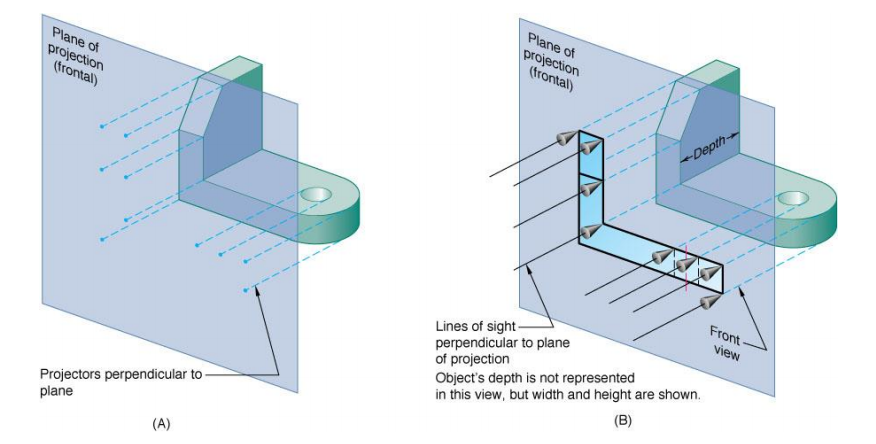 Plane of
projection
(frontal)
Projectors perpendicular to
plane
(A)
Plane of
projection
(frontal)
Depth
Lines of sight
perpendicular to plane
of projection
Front
view
Object's depth is not represented
in this view, but width and height are shown.
(B)